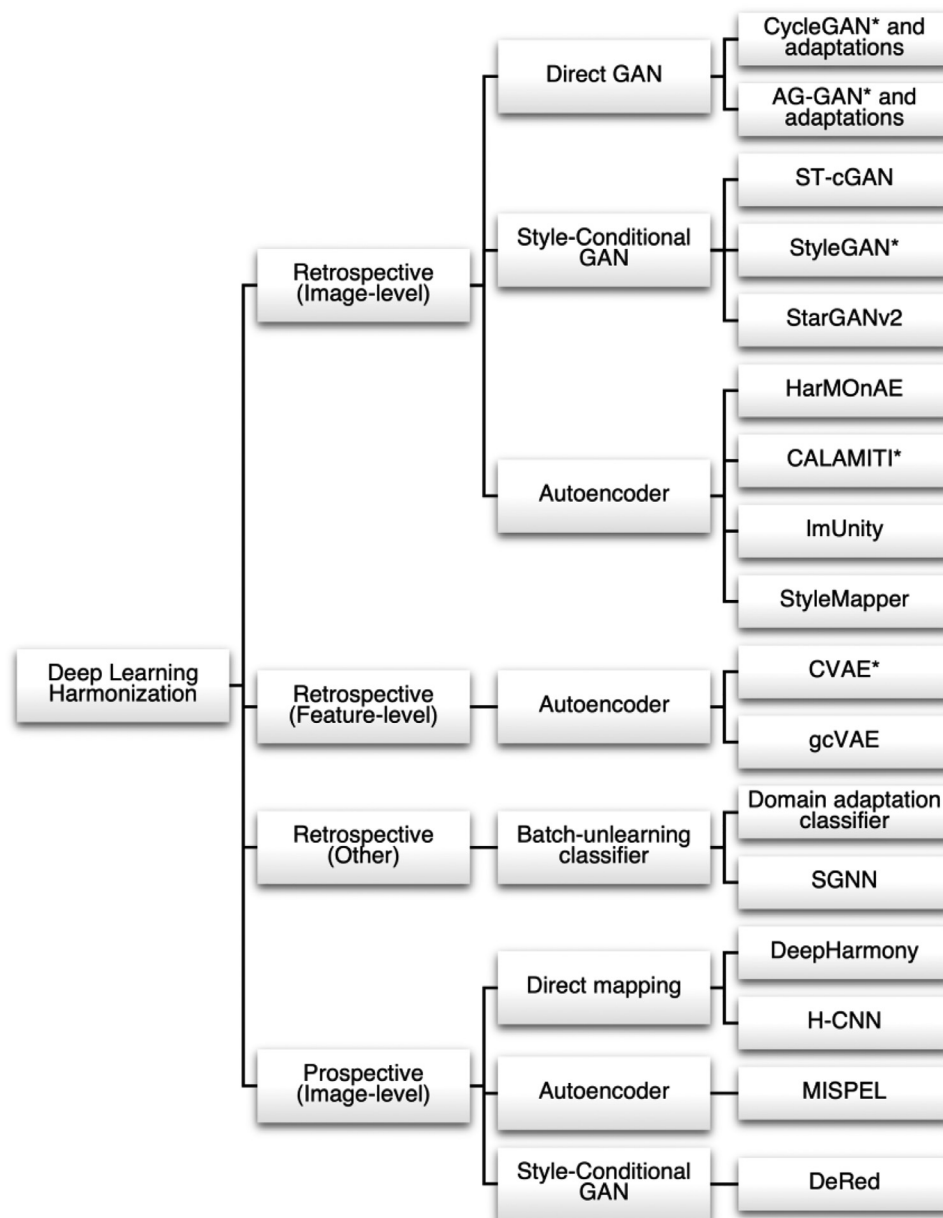 CycleGAN* and
adaptations
Direct GAN
AG-GAN* and
adaptations
ST-cGAN
Style-Conditional
GAN
StyleGAN*
Retrospective
(Image-level)
StarGANv2
HarMOnAE
CALAMITI*
Autoencoder
ImUnity
StyleMapper
Deep Learning
Harmonization
CVAE*
Retrospective
(Feature-level)
Autoencoder
gcVAE
Domain adaptation
classifier
Retrospective
(Other)
Batch-unlearning
classifier
SGNN
DeepHarmony
Direct mapping
H-CNN
Prospective
(Image-level)
Autoencoder
MISPEL
Style-Conditional
GAN
DeRed